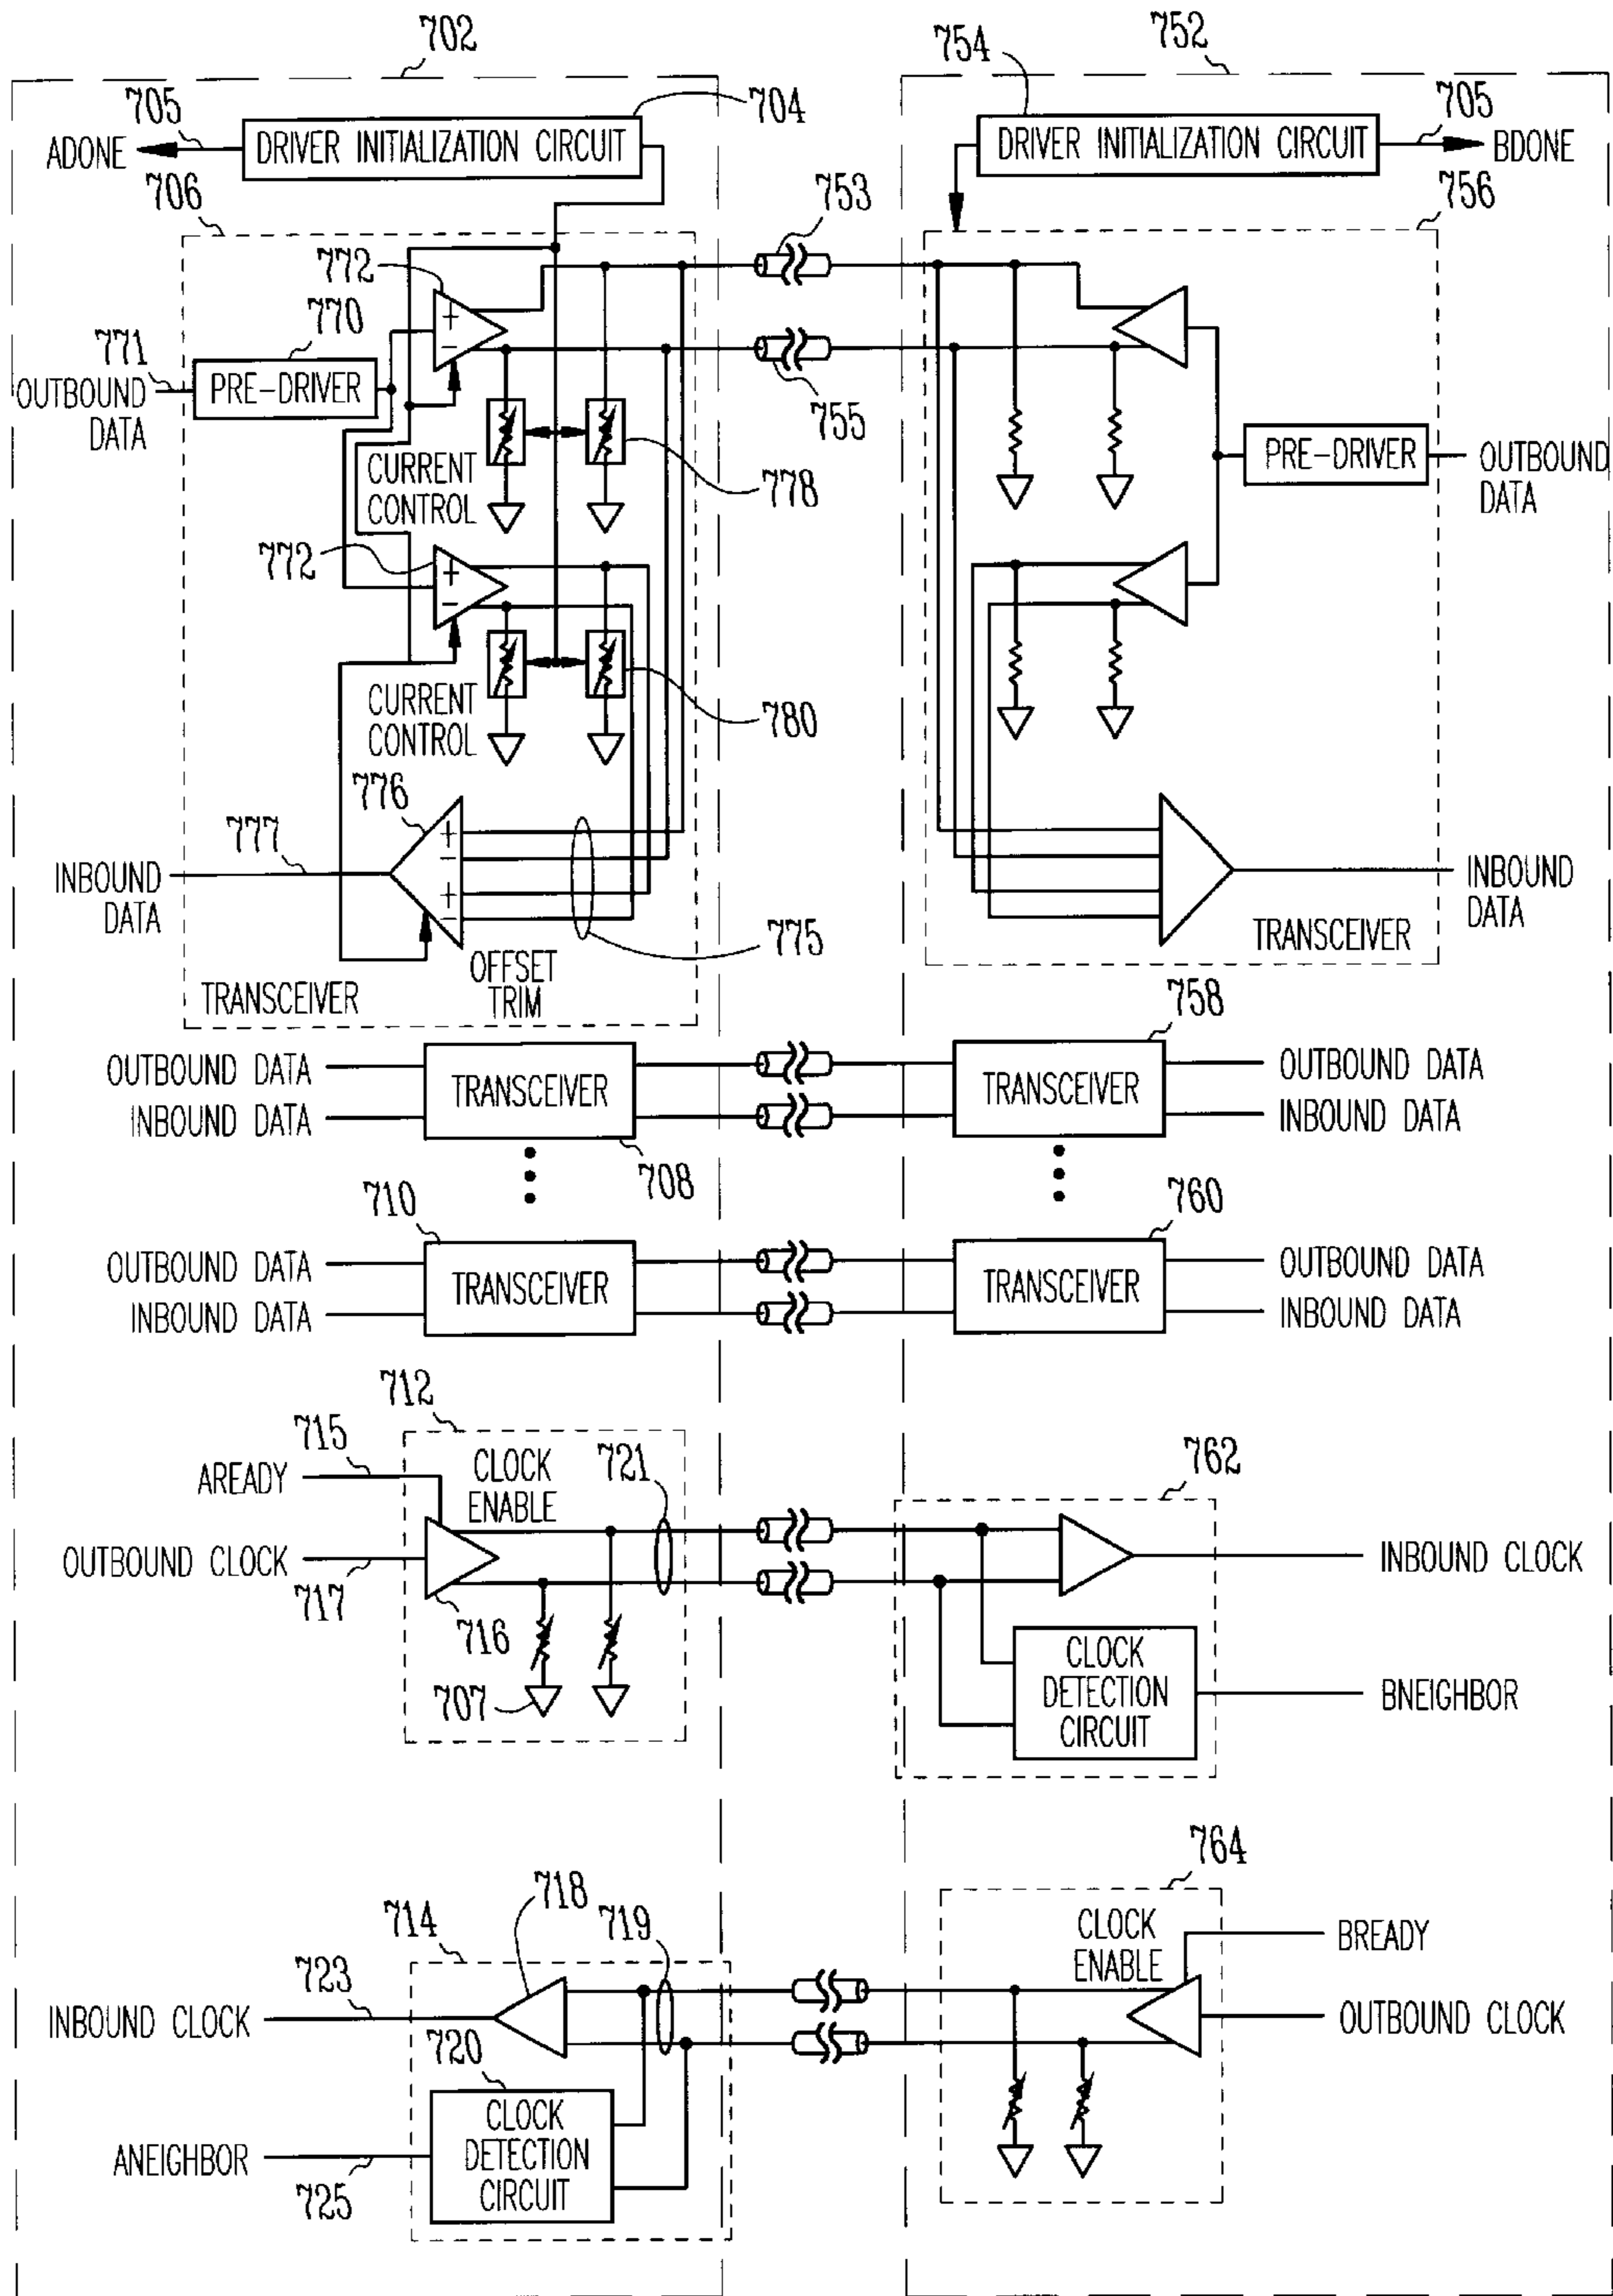 702
754
752
705
704
705
ADONE
DRIVER INITIALIZATION CIRCUIT
DRIVER INITIALIZATION CIRCUIT
BDONE
706
753
756
772
+
−
770
771
OUTBOUND
DATA
PRE-DRIVER
755
CURRENT
CONTROL
778
PRE-DRIVER
OUTBOUND
DATA
772
+
−
CURRENT
CONTROL
780
776
777
+
−
+
−
INBOUND
DATA
775
INBOUND
DATA
TRANSCEIVER
OFFSET
TRIM
TRANSCEIVER
758
OUTBOUND DATA
INBOUND DATA
TRANSCEIVER
TRANSCEIVER
OUTBOUND DATA
INBOUND DATA
708
710
760
OUTBOUND DATA
INBOUND DATA
TRANSCEIVER
TRANSCEIVER
OUTBOUND DATA
INBOUND DATA
712
715
AREADY
CLOCK
ENABLE
721
762
OUTBOUND CLOCK
717
716
707
INBOUND CLOCK
CLOCK
DETECTION
CIRCUIT
BNEIGHBOR
764
718
714
719
CLOCK
ENABLE
BREADY
723
INBOUND CLOCK
OUTBOUND CLOCK
720
CLOCK
DETECTION
CIRCUIT
ANEIGHBOR
725